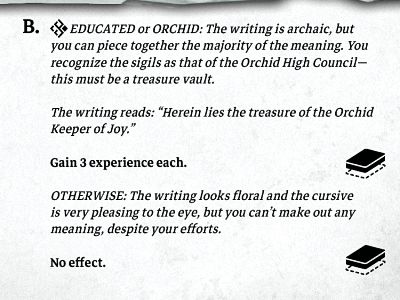 B. EDUCATED or ORCHID: The writing is archaic, but
you can piece together the majority of the meaning. You
recognize the sigils as that of the Orchid High Council—
this must be a treasure vault.
The writing reads: “Herein lies the treasure of the Orchid
Keeper of Joy.”
Gain 3 experience each.
OTHERWISE: The writing looks floral and the cursive
is very pleasing to the eye, but you can’t make out any
meaning, despite your efforts.
No effect.